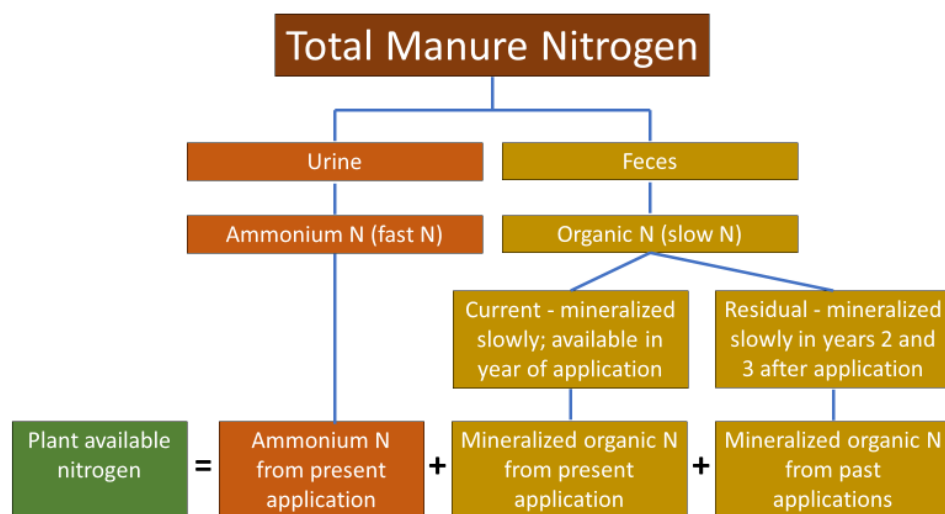 Total Manure Nitrogen
Urine
Feces
Ammonium N (fast N)
Organic N (slow N)
Current - mineralized
slowly; available in
year of application
Residual - mineralized
slowly in years 2 and
3 after application
Plant available
nitrogen
=
Ammonium N
from present
application
+
Mineralized organic N
from present
application
+
Mineralized organic N
from past
applications